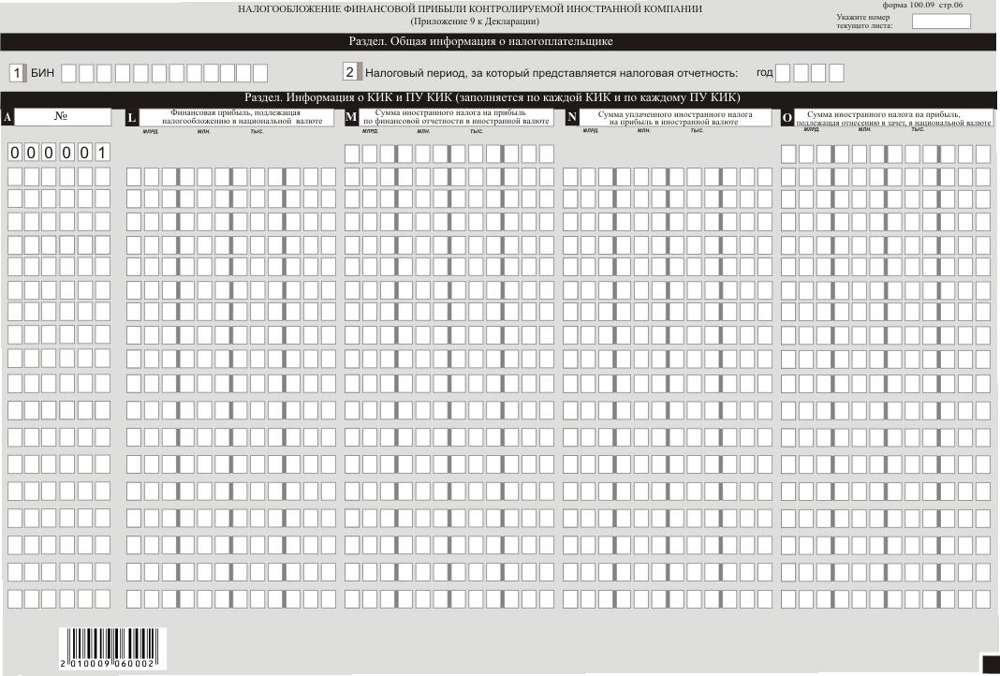 форма 100.09 стр.06
НАЛОГООБЛОЖЕНИЕ ФИНАНСОВОЙ ПРИБЫЛИ КОНТРОЛИРУЕМОЙ ИНОСТРАННОЙ КОМПАНИИ
(Приложение 9 к Декларации)
Укажите номер
текущего листа:
Раздел. Общая информация о налогоплательщике
1 БИН
2 Налоговый период, за который представляется налоговая отчетность: год
Раздел. Информация о КИК и ПУ КИК (заполняется по каждой КИК и по каждому ПУ КИК)
A №
L Финансовая прибыль, подлежащая
налогообложению в национальной валюте
M Сумма иностранного налога на прибыль
по финансовой отчетности в иностранной валюте
N Сумма уплаченного иностранного налога
на прибыль в иностранной валюте
O Сумма иностранного налога на прибыль,
подлежащая отнесению в зачет, в национальной валюте
МЛРД. МЛН. ТЫС. МЛРД. МЛН. ТЫС. МЛРД. МЛН. ТЫС. МЛРД. МЛН. ТЫС.
000001
2 010009 060002